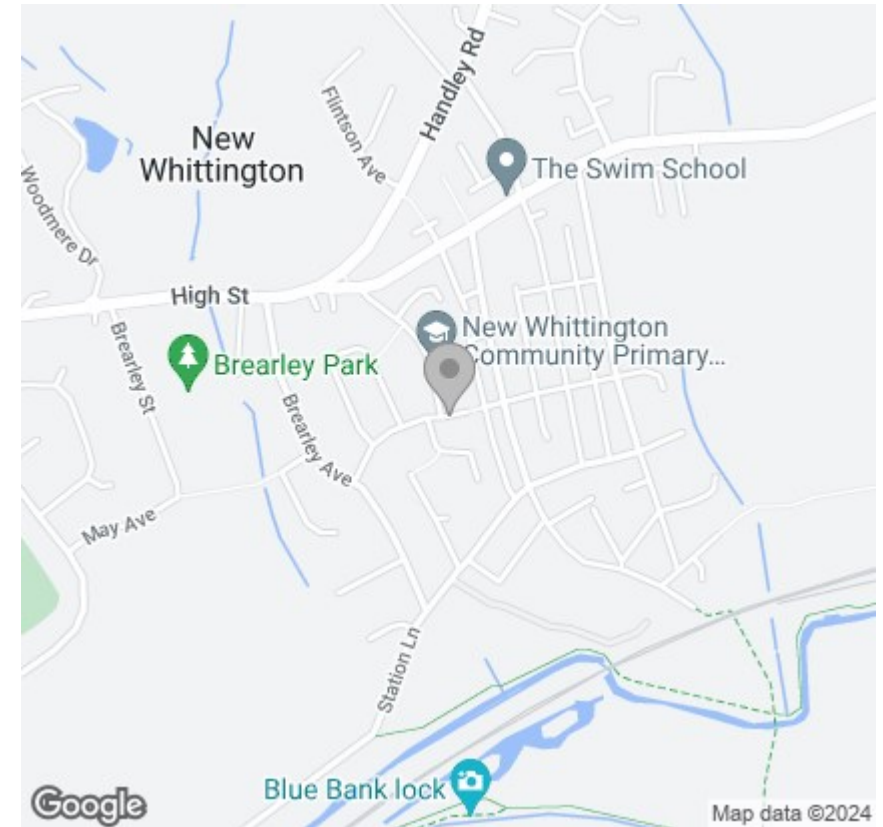 Handley Rd
Flintson Ave
New
Whittington
The Swim School
Woodmere Dr
High St
New Whittington
Community Primary...
Brearley Park
Brearley St
Brearley Ave
May Ave
Station Ln
Blue Bank lock
Google
Map data ©2024